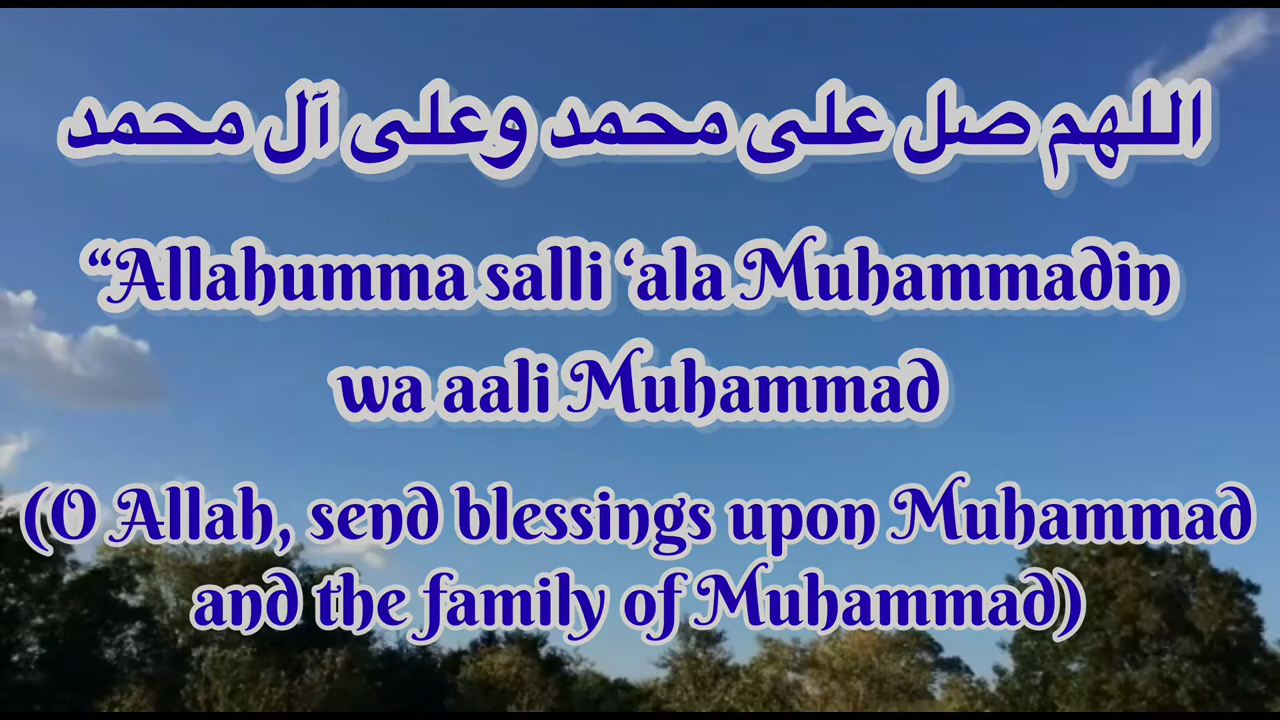 اللهم صل على محمد وعلى آل محمد
“Allahumma salli ‘ala Muhammadin
wa aali Muhammad
(O Allah, send blessings upon Muhammad
and the family of Muhammad)